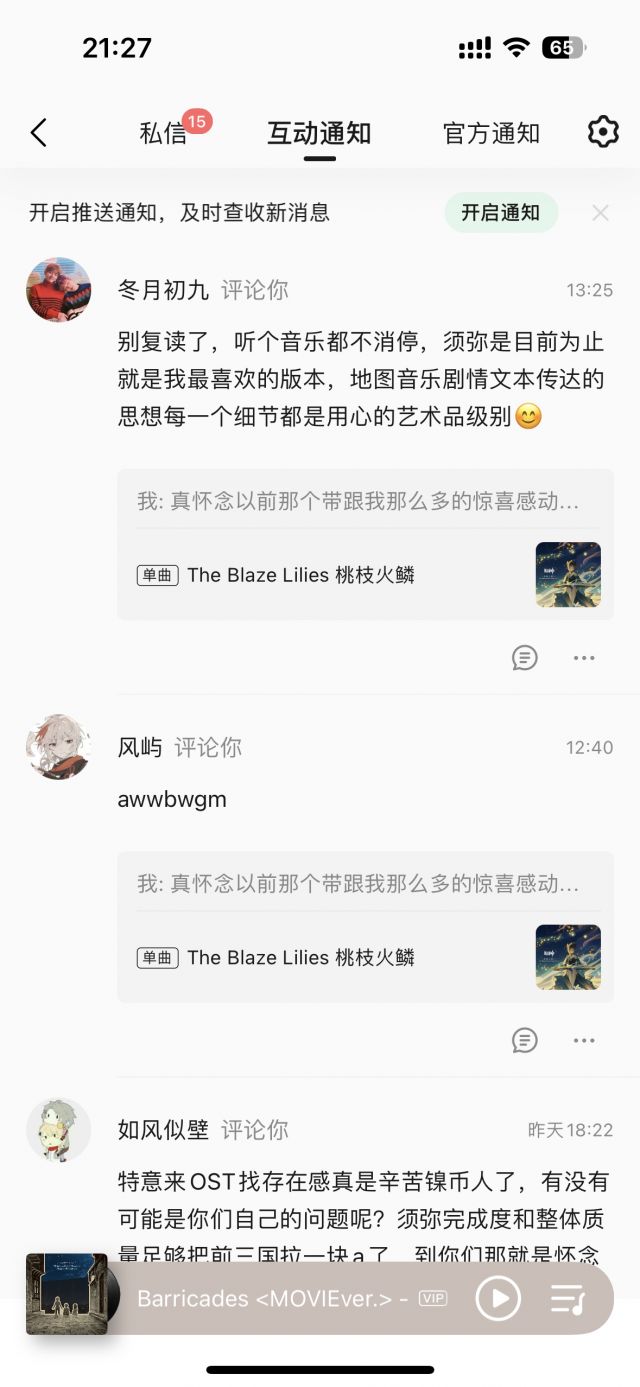 21:27
65
私信
15
互动通知
官方通知
开启推送通知，及时查收新消息
开启通知
冬月初九 评论你
13:25
别复读了，听个音乐都不消停，须弥是目前为止
就是我最喜欢的版本，地图音乐剧情文本传达的
思想每一个细节都是用心的艺术品级别😊
我: 真怀念以前那个带跟我那么多的惊喜感动...
单曲 The Blaze Lilies 桃枝火鳞
风屿 评论你
12:40
awwbwgm
我: 真怀念以前那个带跟我那么多的惊喜感动...
单曲 The Blaze Lilies 桃枝火鳞
如风似壁 评论你
昨天18:22
特意来OST找存在感真是辛苦镍币人了，有没有
可能是你们自己的问题呢？须弥完成度和整体质
量足够把前三国拉一块a了，到你们那就是怀念
Barricades <MOVIEver.> - VIP